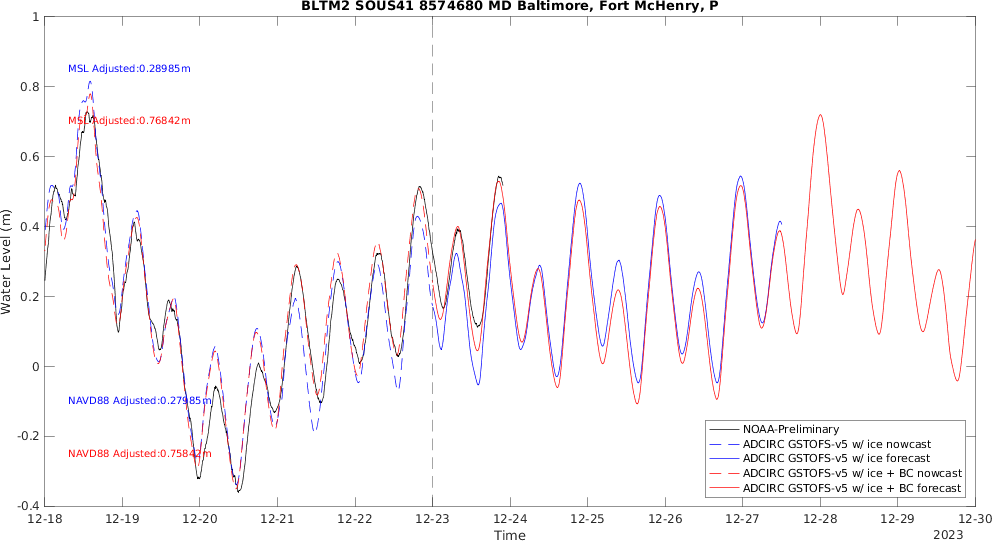 BLTM2 SOUS41 8574680 MD Baltimore, Fort McHenry, P
1
0.8
0.6
0.4
0.2
0
-0.2
-0.4
Water Level (m)
MSL Adjusted:0.28985m
MSL Adjusted:0.76842m
NAVD88 Adjusted:0.27985m
NAVD88 Adjusted:0.75842m
NOAA-Preliminary
ADCIRC GSTOFS-v5 w/ ice nowcast
ADCIRC GSTOFS-v5 w/ ice forecast
ADCIRC GSTOFS-v5 w/ ice + BC nowcast
ADCIRC GSTOFS-v5 w/ ice + BC forecast
12-18 12-19 12-20 12-21 12-22 12-23 12-24 12-25 12-26 12-27 12-28 12-29 12-30
Time
2023